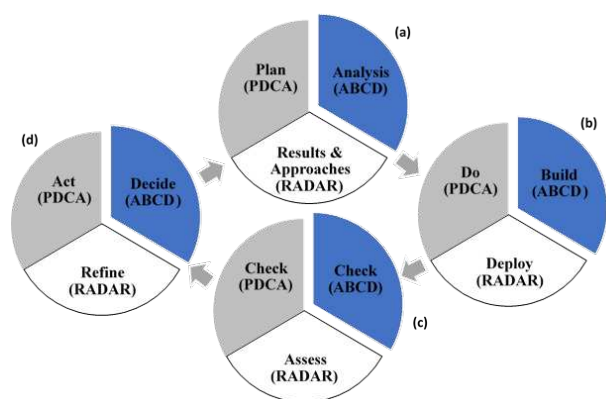 (a)
Plan
(PDCA)
Analysis
(ABCD)
Results &
Approaches
(RADAR)
(b)
Do
(PDCA)
Build
(ABCD)
Deploy
(RADAR)
(c)
Check
(PDCA)
Check
(ABCD)
Assess
(RADAR)
(d)
Act
(PDCA)
Decide
(ABCD)
Refine
(RADAR)